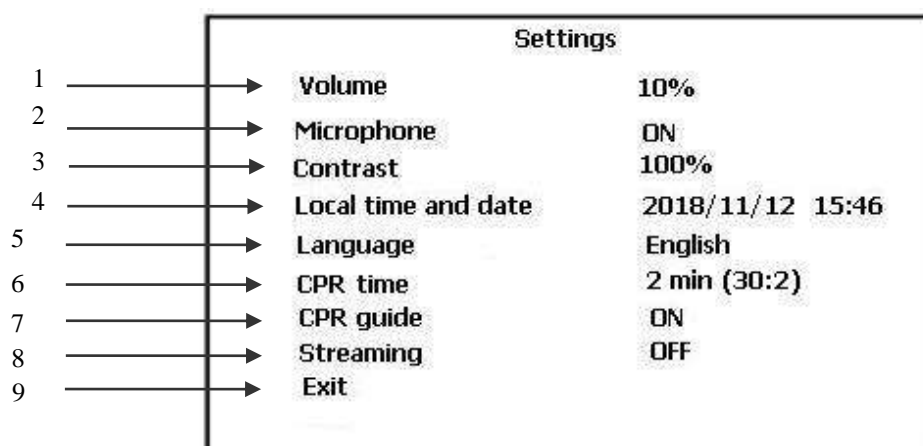 Settings
1 Volume 10%
2 Microphone ON
3 Contrast 100%
4 Local time and date 2018/11/12 15:46
5 Language English
6 CPR time 2 min (30:2)
7 CPR guide ON
8 Streaming OFF
9 Exit